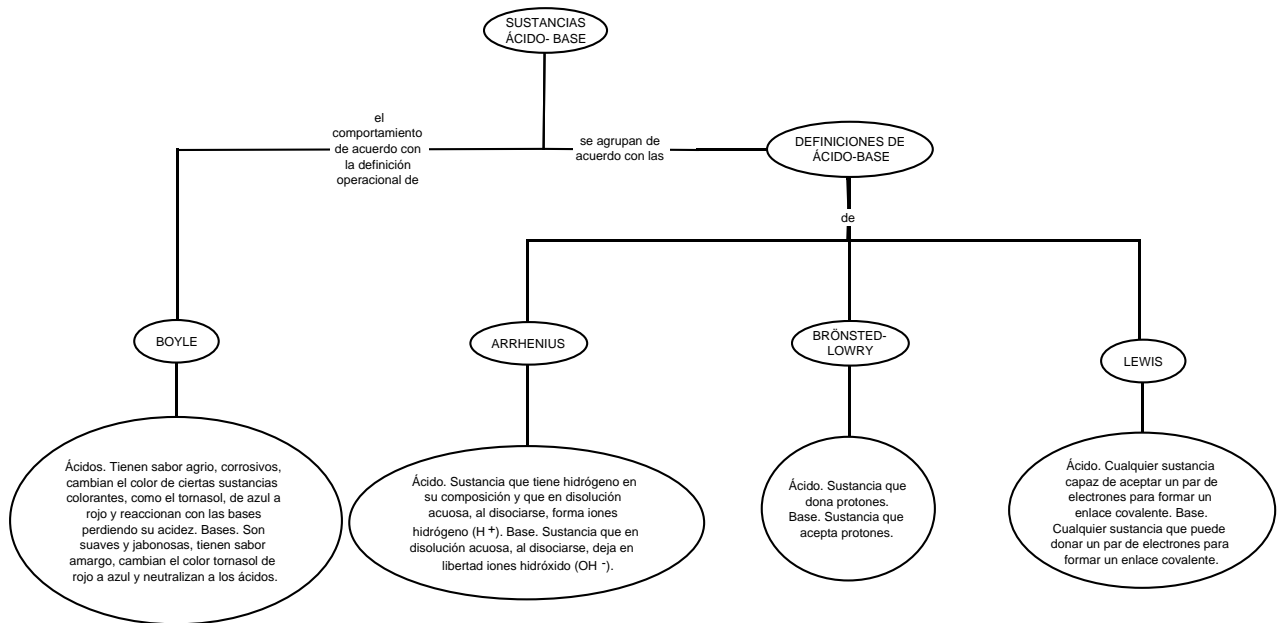 SUSTANCIAS
ÁCIDO- BASE
el
comportamiento
de acuerdo con
la definición
operacional de
se agrupan de
acuerdo con las
DEFINICIONES DE
ÁCIDO-BASE
de
BOYLE
ARRHENIUS
BRÖNSTED-
LOWRY
LEWIS
Ácidos. Tienen sabor agrio, corrosivos,
cambian el color de ciertas sustancias
colorantes, como el tornasol, de azul a
rojo y reaccionan con las bases
perdiendo su acidez. Bases. Son
suaves y jabonosas, tienen sabor
amargo, cambian el color tornasol de
rojo a azul y neutralizan a los ácidos.
Ácido. Sustancia que tiene hidrógeno en
su composición y que en disolución
acuosa, al disociarse, forma iones
hidrógeno (H +). Base. Sustancia que en
disolución acuosa, al disociarse, deja en
libertad iones hidróxido (OH -).
Ácido. Sustancia que
dona protones.
Base. Sustancia que
acepta protones.
Ácido. Cualquier sustancia
capaz de aceptar un par de
electrones para formar un
enlace covalente. Base.
Cualquier sustancia que puede
donar un par de electrones para
formar un enlace covalente.